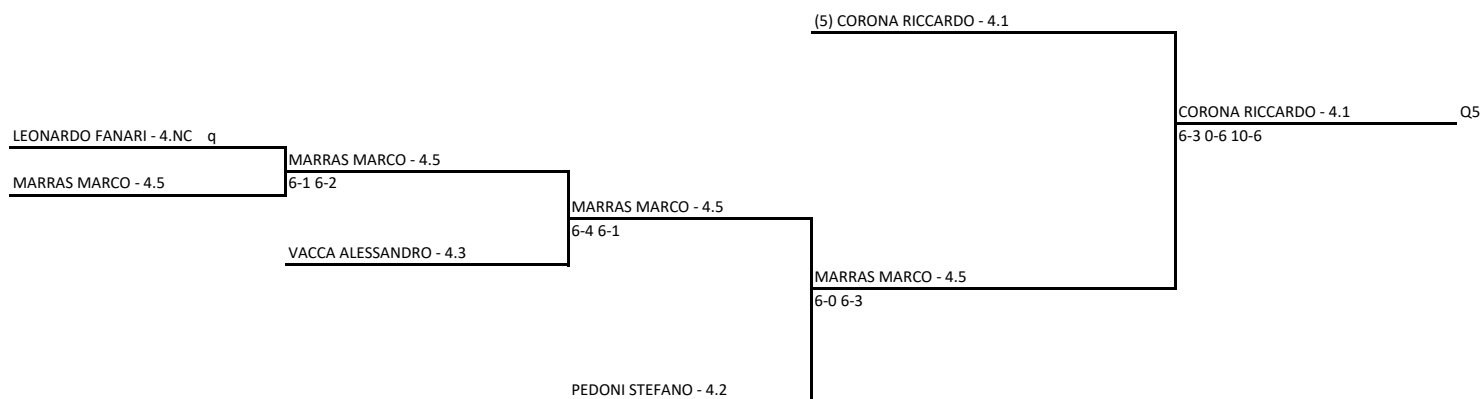 (5) CORONA RICCARDO - 4.1
CORONA RICCARDO - 4.1 Q5
6-3 0-6 10-6
LEONARDO FANARI - 4.NC q
MARRAS MARCO - 4.5
6-1 6-2
MARRAS MARCO - 4.5
MARRAS MARCO - 4.5
6-4 6-1
VACCA ALESSANDRO - 4.3
MARRAS MARCO - 4.5
6-0 6-3
PEDONI STEFANO - 4.2